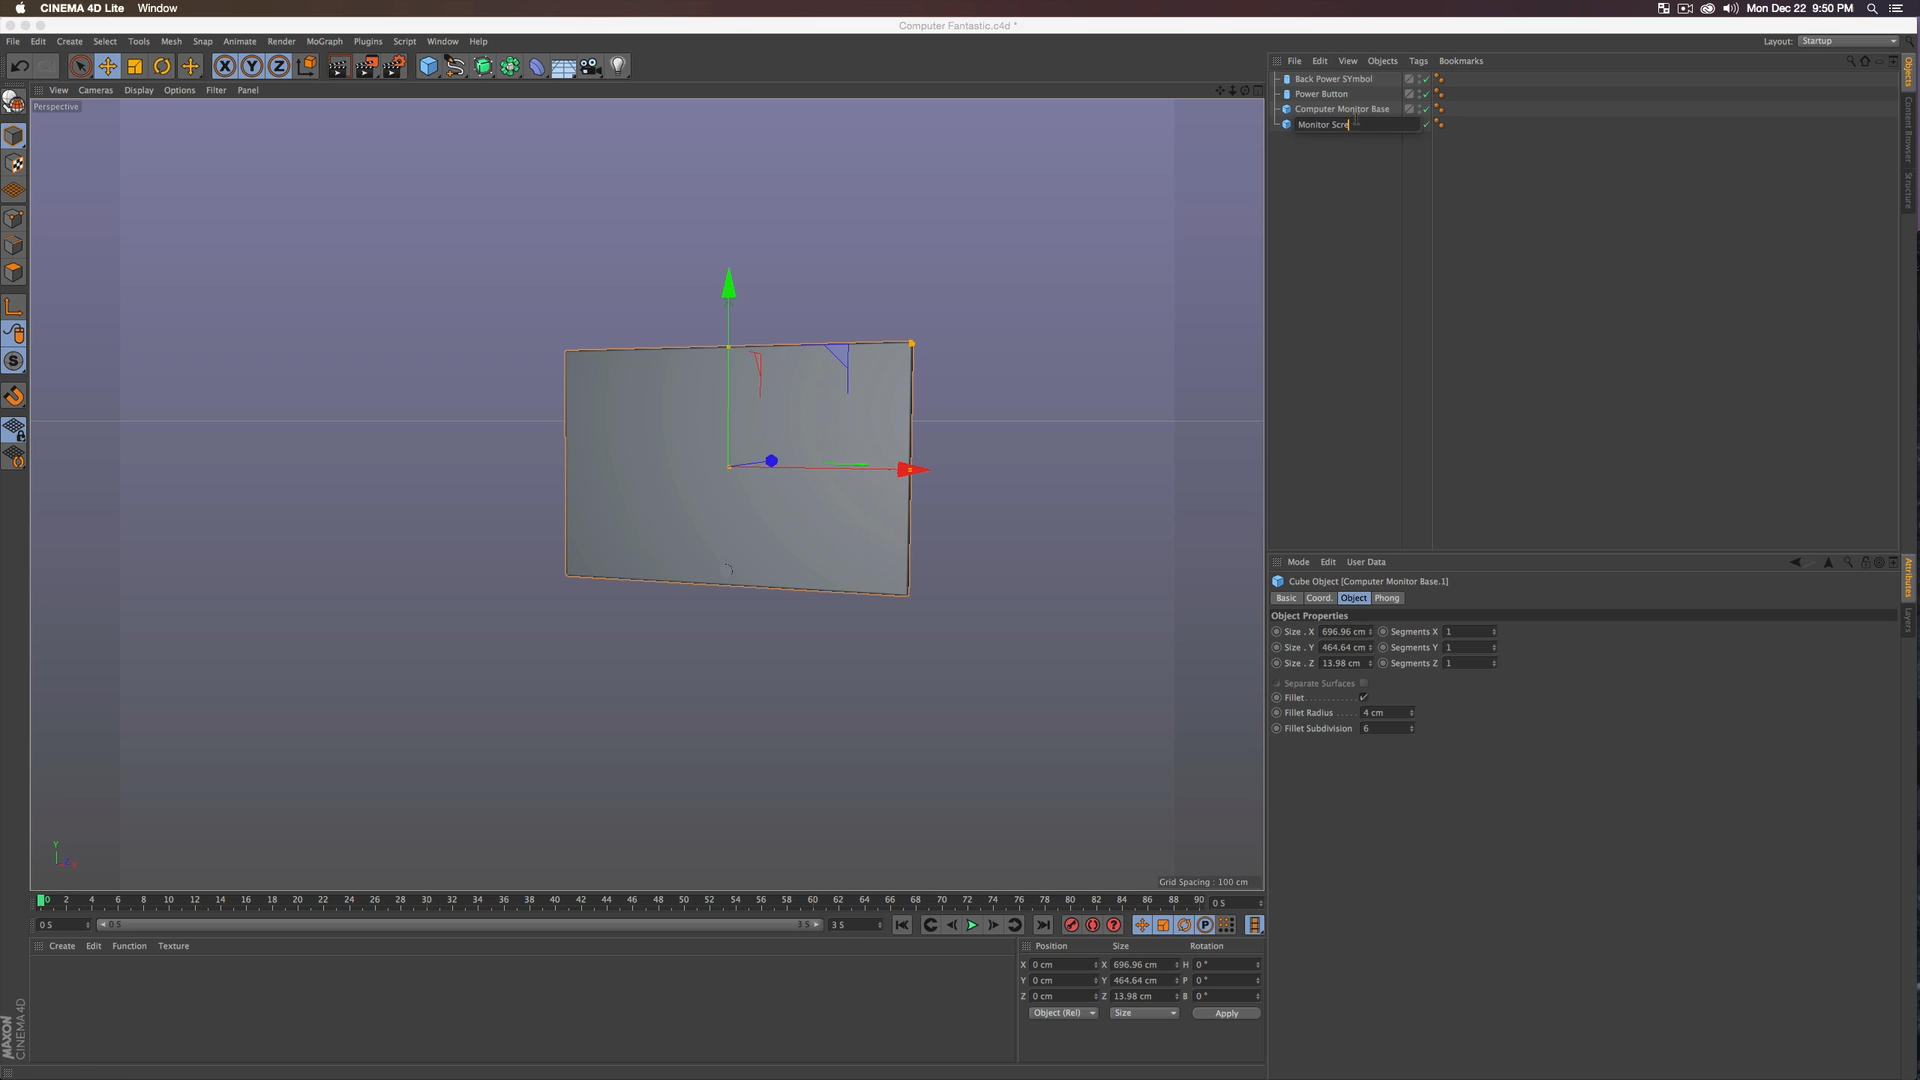 CINEMA 4D Lite Window Mon Dec 22 9:50 PM
Computer Fantastic.c4d *
File Edit Create Select Tools Mesh Snap Animate Render MoGraph Plugins Script Window Help Layout: Startup
File Edit View Objects Tags Bookmarks
View Cameras Display Options Filter Panel
Perspective
Back Power SYmbol
Power Button
Computer Monitor Base
Monitor Scre
Objects
Content Browser
Structure
Mode Edit User Data
Cube Object [Computer Monitor Base.1]
Basic Coord. Object Phong
Object Properties
Size . X 696.96 cm Segments X 1
Size . Y 464.64 cm Segments Y 1
Size . Z 13.98 cm Segments Z 1
Separate Surfaces
Fillet
Fillet Radius 4 cm
Fillet Subdivision 6
Attributes
Layers
Y
Grid Spacing : 100 cm
0 2 4 6 8 10 12 14 16 18 20 22 24 26 28 30 32 34 36 38 40 42 44 46 48 50 52 54 56 58 60 62 64 66 68 70 72 74 76 78 80 82 84 86 88 90 0 S
0 S 0 S 3 S 3 S
Create Edit Function Texture
Position Size Rotation
X 0 cm X 696.96 cm H 0 °
Y 0 cm Y 464.64 cm P 0 °
Z 0 cm Z 13.98 cm B 0 °
Object (Rel) Size Apply
MAXON
CINEMA 4D